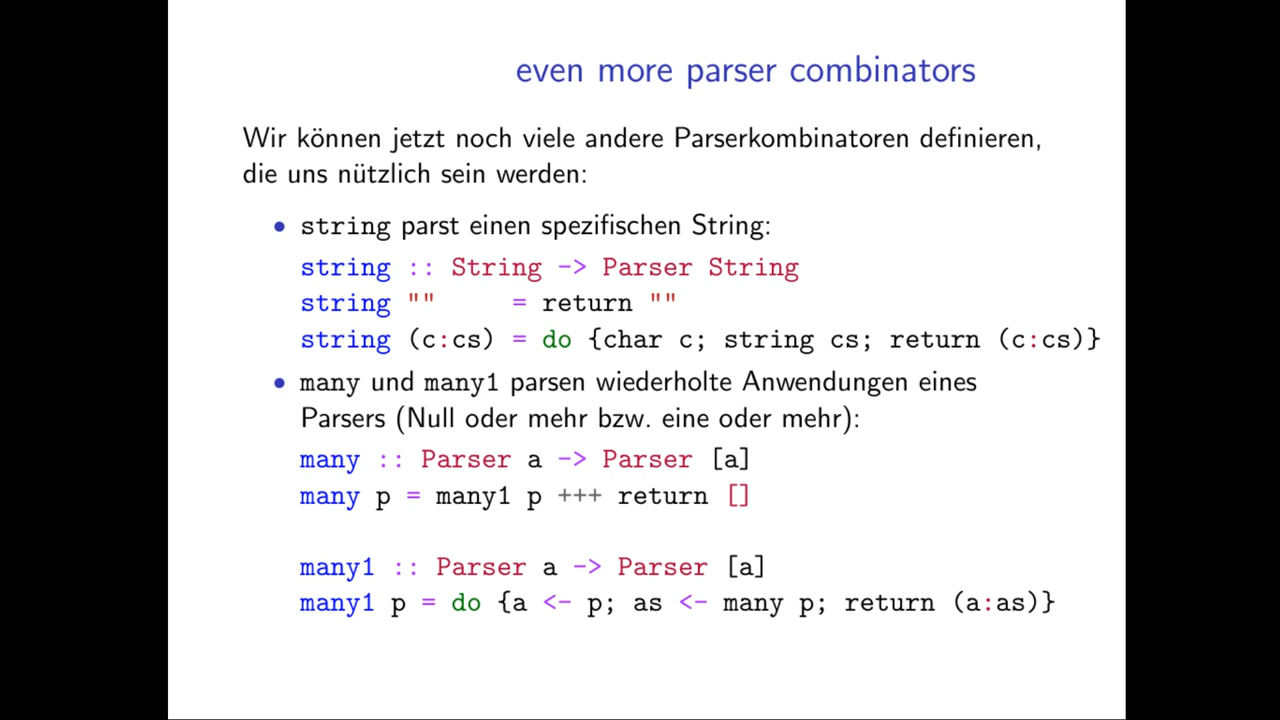 even more parser combinators
Wir können jetzt noch viele andere Parserkombinatoren definieren,
die uns nützlich sein werden:
• string parst einen spezifischen String:
string :: String -> Parser String
string ""     = return ""
string (c:cs) = do {char c; string cs; return (c:cs)}
• many und many1 parsen wiederholte Anwendungen eines
Parsers (Null oder mehr bzw. eine oder mehr):
many :: Parser a -> Parser [a]
many p = many1 p +++ return []
many1 :: Parser a -> Parser [a]
many1 p = do {a <- p; as <- many p; return (a:as)}